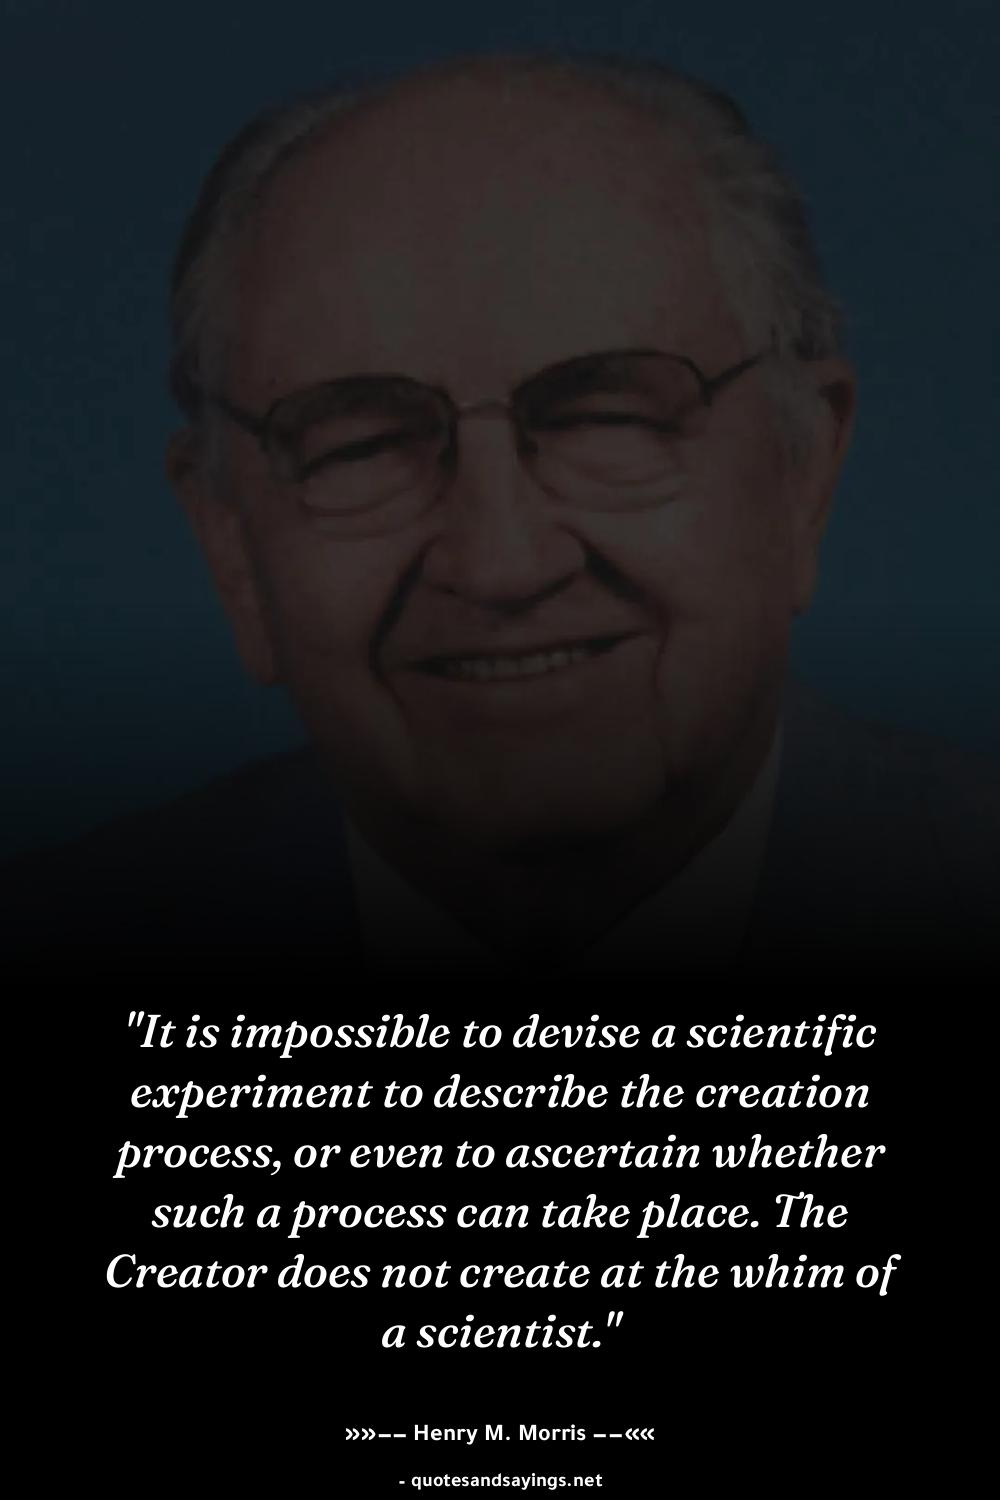 "It is impossible to devise a scientific
experiment to describe the creation
process, or even to ascertain whether
such a process can take place. The
Creator does not create at the whim of
a scientist."
»»−− Henry M. Morris −−««
- quotesandsayings.net